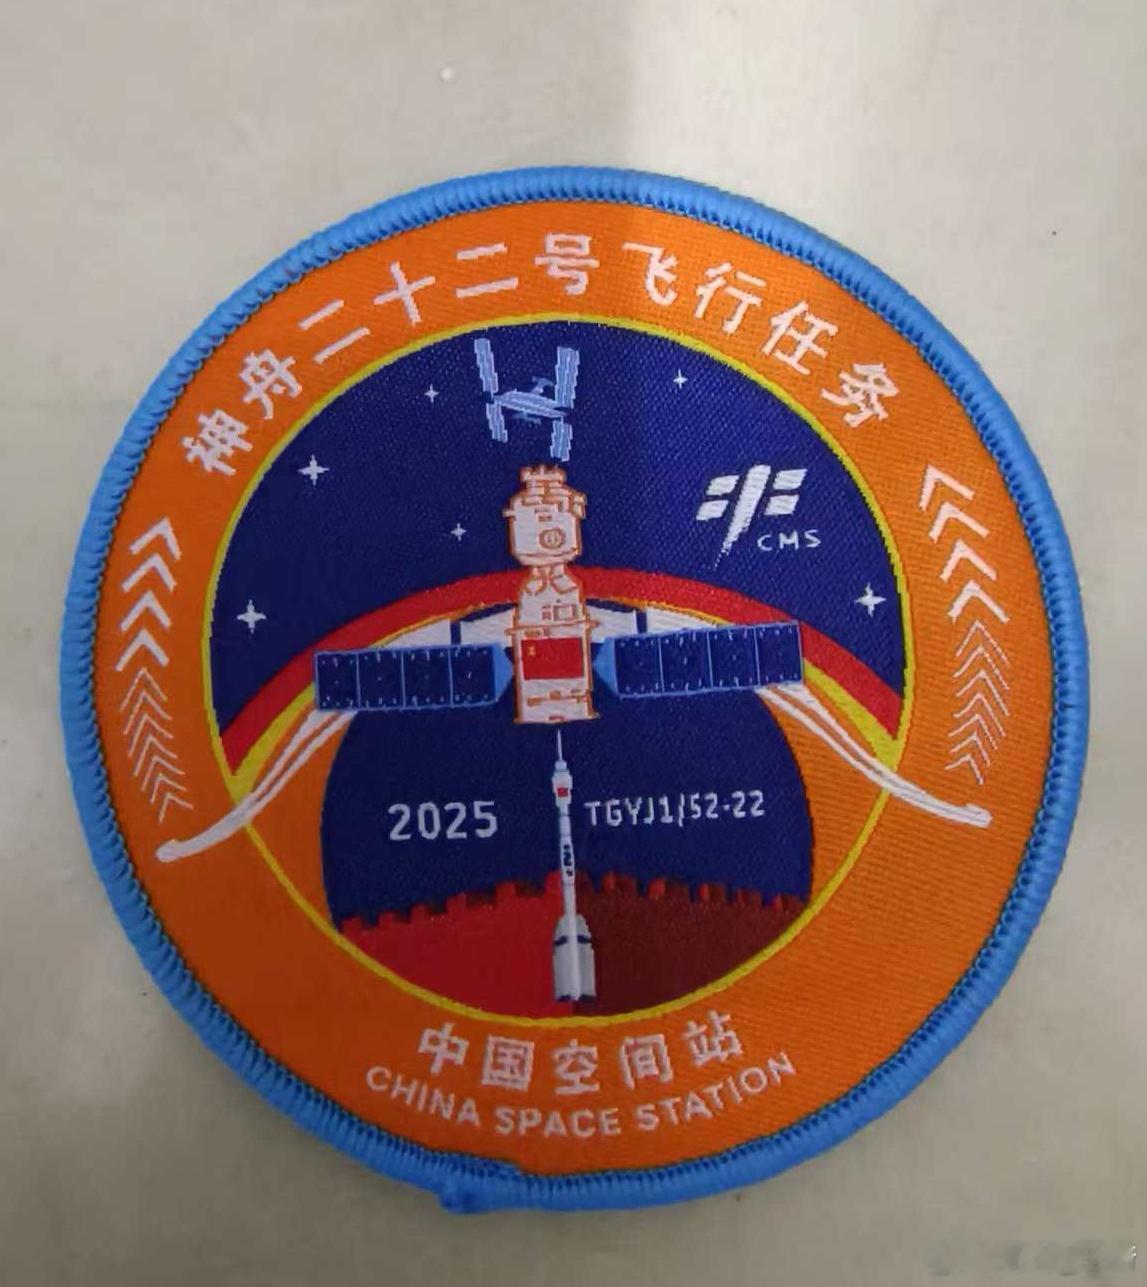 神舟二十二号飞行任务
CMS
2025
TGYJ1/S2-22
中国空间站
CHINA SPACE STATION